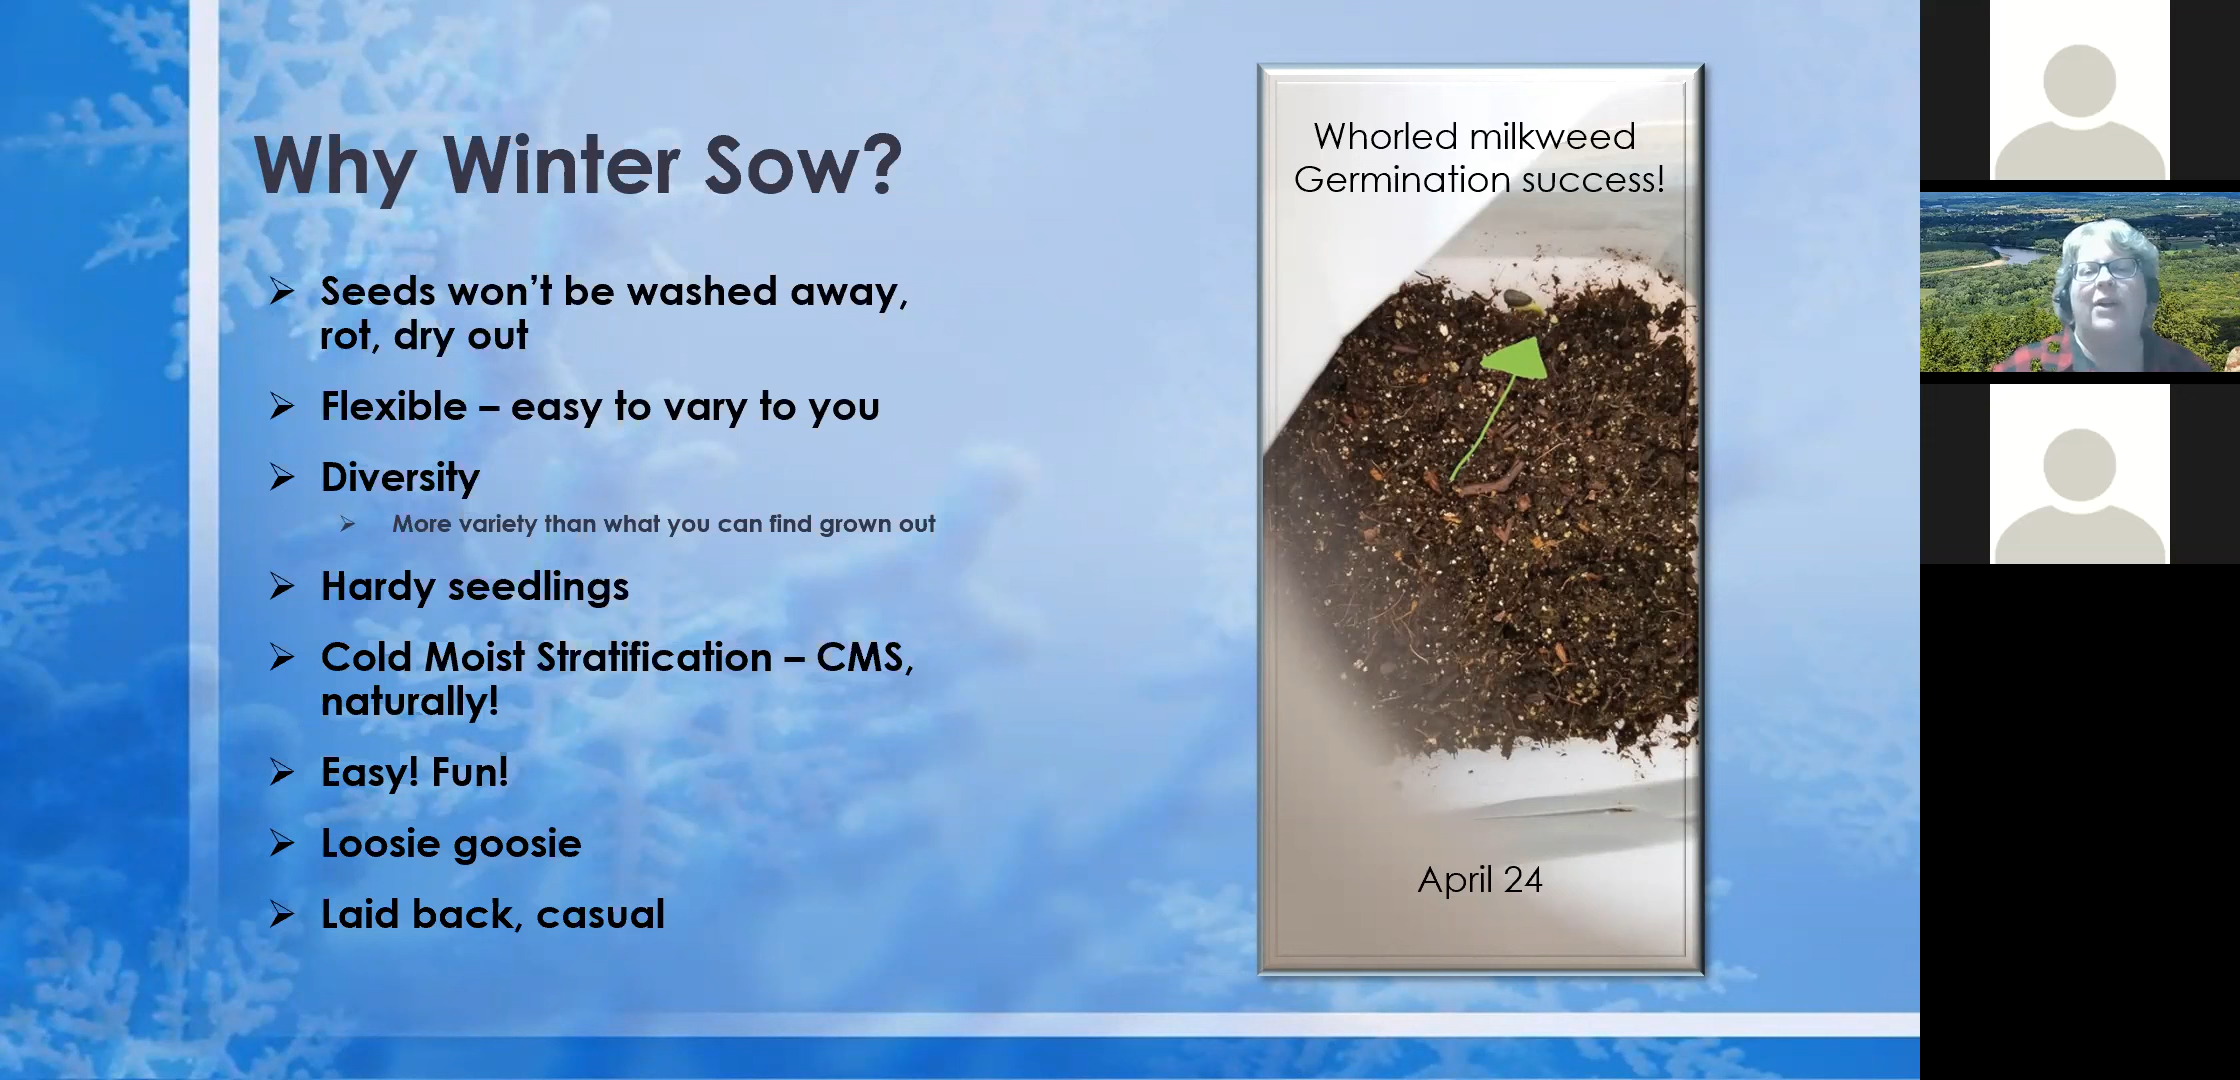 Why Winter Sow?
Seeds won't be washed away,
rot, dry out
Flexible – easy to vary to you
Diversity
More variety than what you can find grown out
Hardy seedlings
Cold Moist Stratification – CMS,
naturally!
Easy! Fun!
Loosie goosie
Laid back, casual
Whorled milkweed
Germination success!
April 24